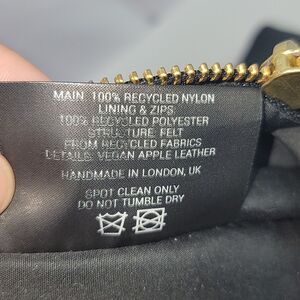 MAIN: 100% RECYCLED NYLON
LINING & ZIPS
100% RECYCLED POLYESTER
STRUCTURE: FELT
FROM RECYCLED FABRICS
DETAILS: VEGAN APPLE LEATHER
HANDMADE IN LONDON, UK
SPOT CLEAN ONLY
DO NOT TUMBLE DRY